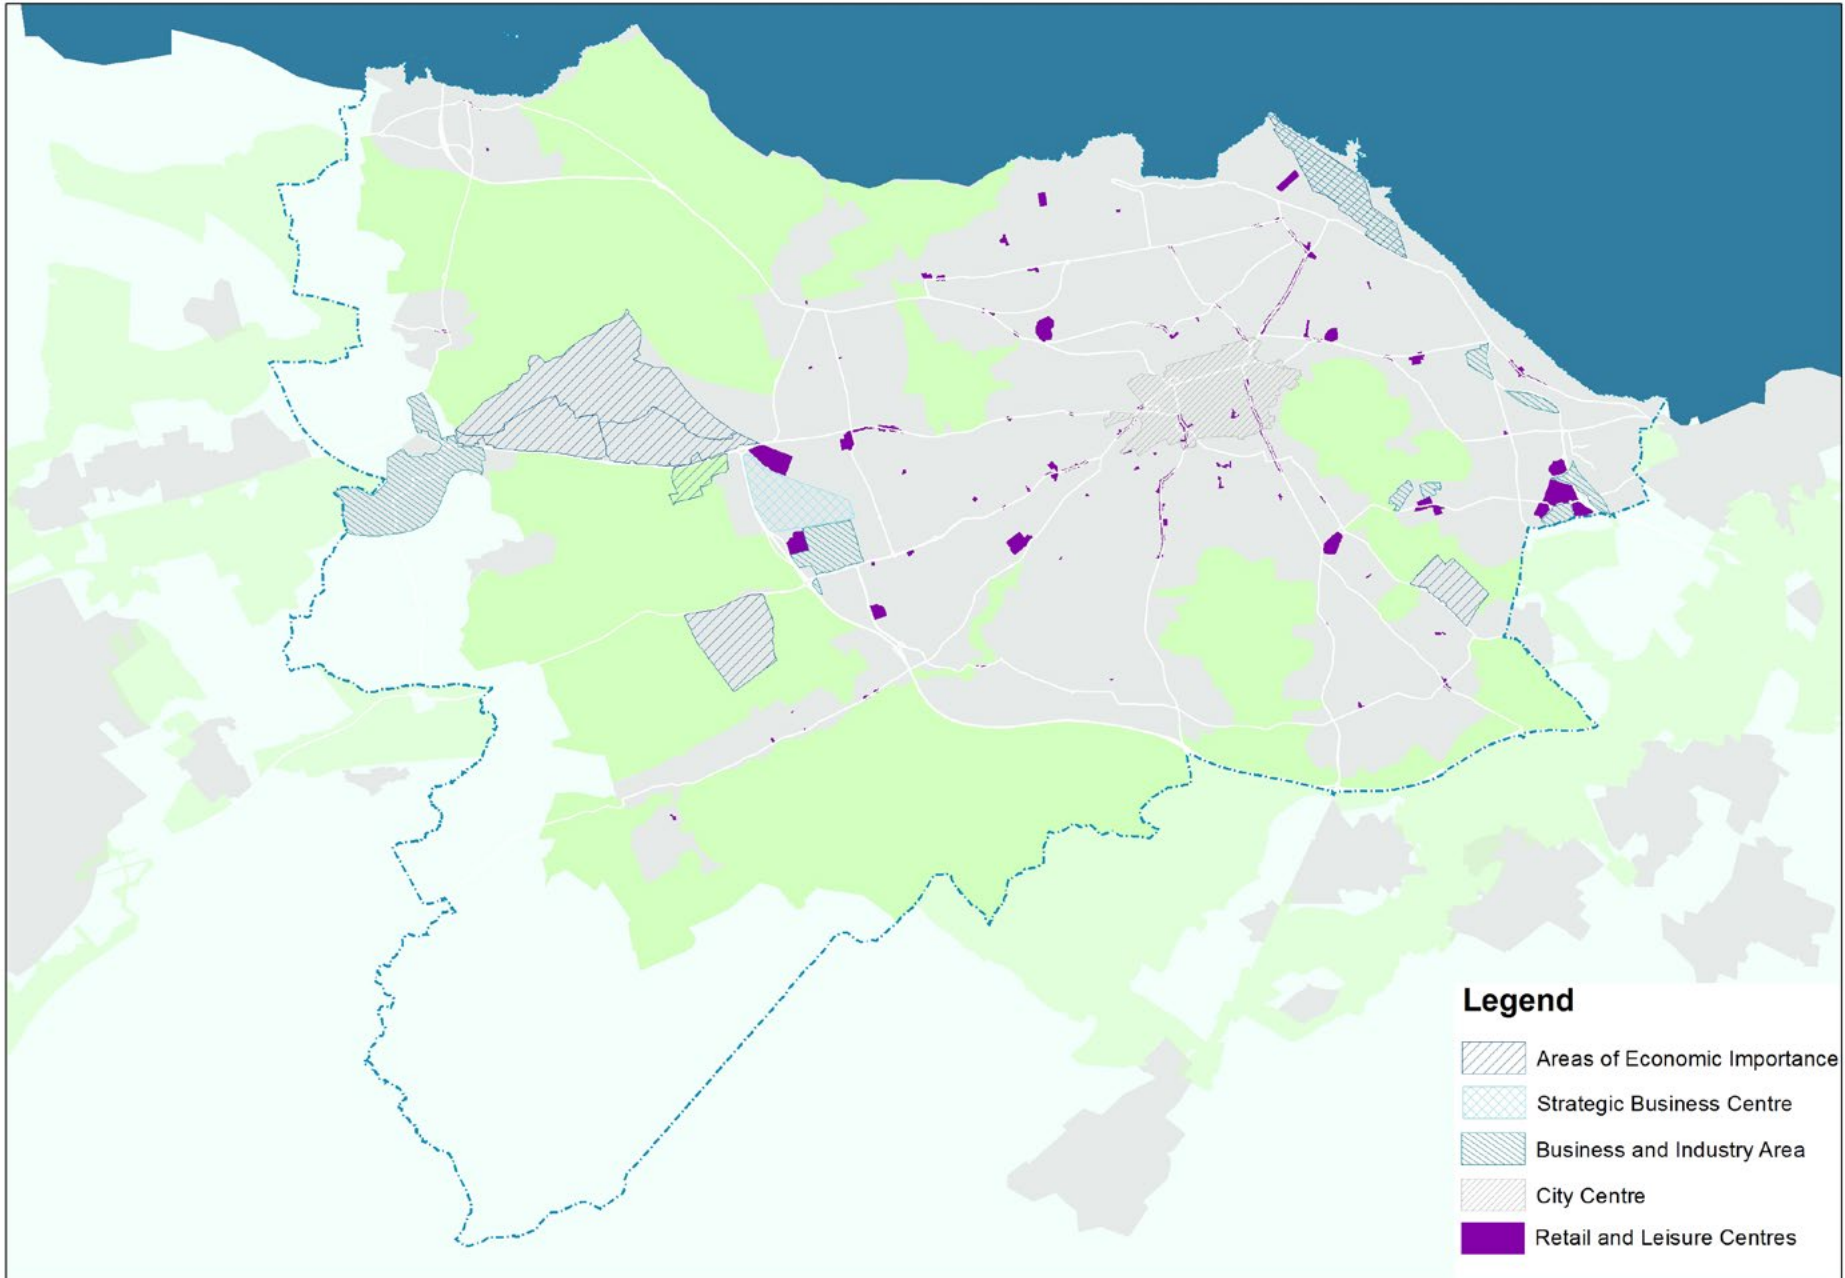 Legend
Areas of Economic Importance
Strategic Business Centre
Business and Industry Area
City Centre
Retail and Leisure Centres